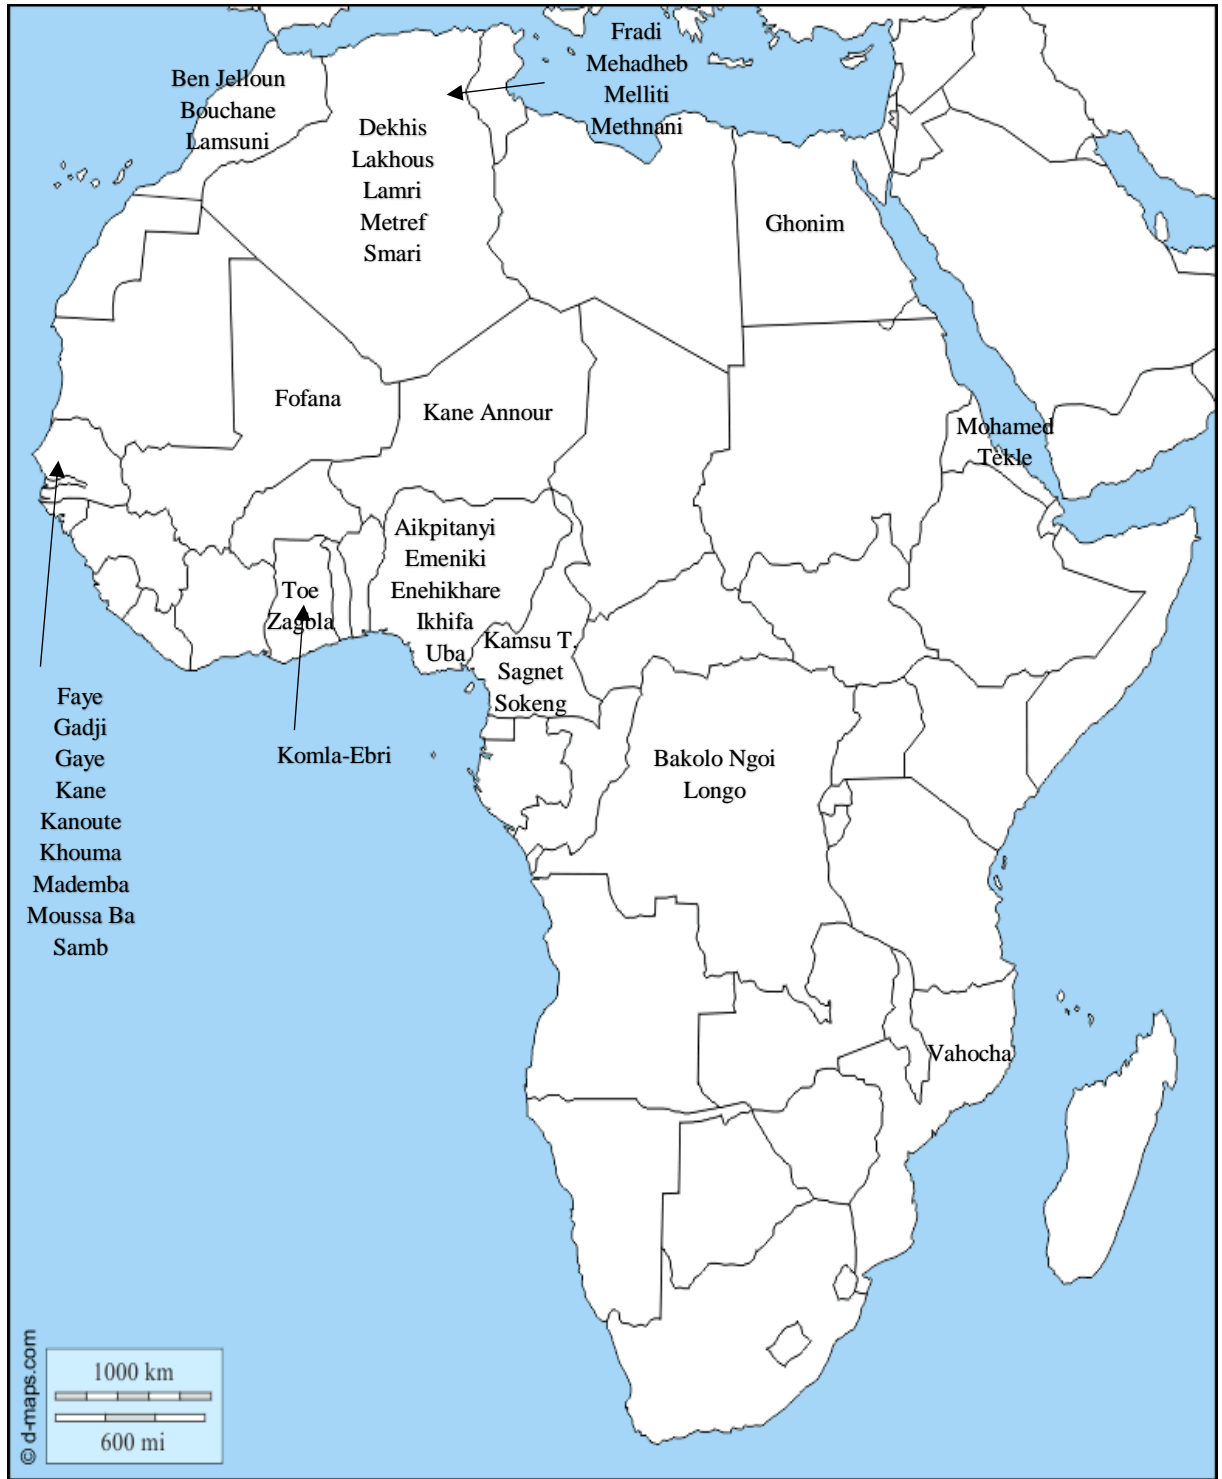 Fradi
Mehadheb
Melliti
Methnani
Ben Jelloun
Bouchane
Lamsuni
Dekhis
Lakhous
Lamri
Metref
Smari
Ghonim
Fofana
Kane Annour
Mohamed
Tekle
Aikpitanyi
Emeniki
Enehikhare
Ikhifa
Uba
Toe
Zagbla
Kamsu T.
Sagnet
Sokeng
Faye
Gadji
Gaye
Kane
Kanoute
Khouma
Mademba
Moussa Ba
Samb
Komla-Ebri
Bakolo Ngoi
Longo
Vahocha
1000 km
600 mi
© d-maps.com